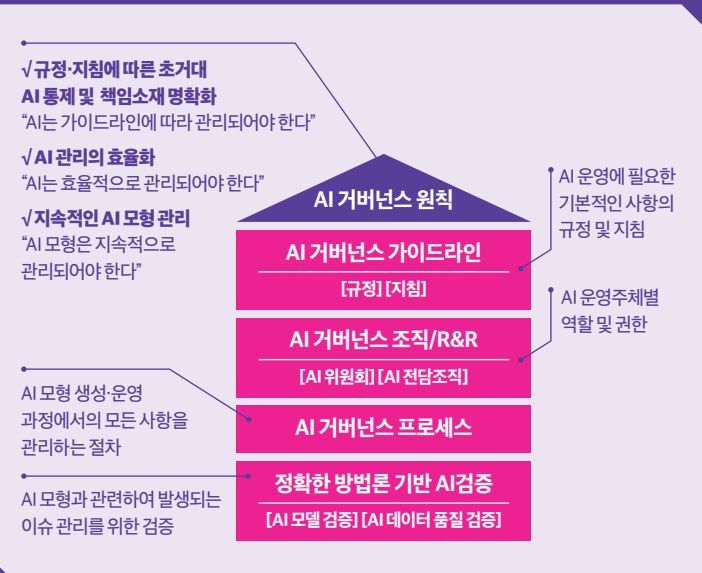 √ 규정·지침에 따른 초거대
AI 통제 및 책임소재 명확화
“AI는 가이드라인에 따라 관리되어야 한다”
√ AI 관리의 효율화
“AI는 효율적으로 관리되어야 한다”
√ 지속적인 AI 모형 관리
“AI 모형은 지속적으로
관리되어야 한다”
AI 거버넌스 원칙
AI 거버넌스 가이드라인
[규정] [지침]
AI 운영에 필요한
기본적인 사항의
규정 및 지침
AI 거버넌스 조직/R&R
[AI 위원회] [AI 전담조직]
AI 운영주체별
역할 및 권한
AI 모형 생성·운영
과정에서의 모든 사항을
관리하는 절차
AI 거버넌스 프로세스
정확한 방법론 기반 AI검증
[AI 모델 검증] [AI 데이터 품질 검증]
AI 모형과 관련하여 발생되는
이슈 관리를 위한 검증